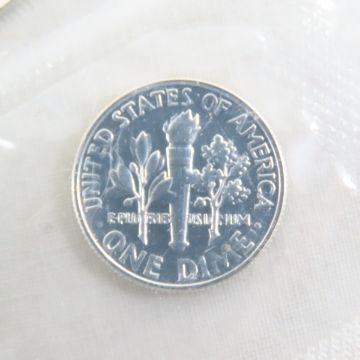 UNITED STATES OF AMERICA
E·PLURIBUS UNUM
· ONE DIME ·